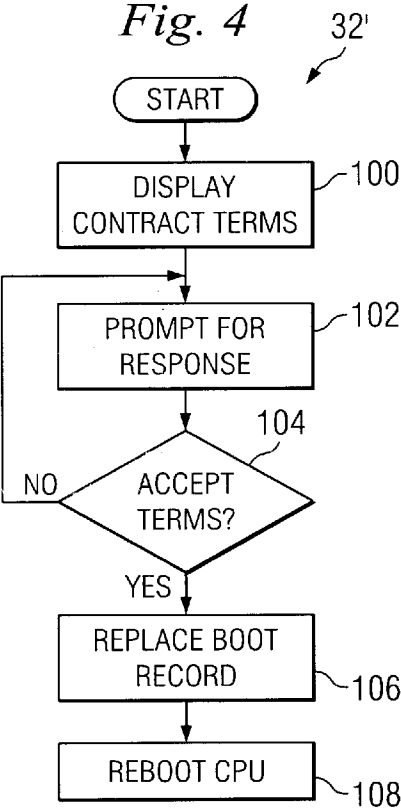 Fig. 4
32'
START
DISPLAY
CONTRACT TERMS
100
PROMPT FOR
RESPONSE
102
104
ACCEPT
TERMS?
NO
YES
REPLACE BOOT
RECORD
106
REBOOT CPU
108